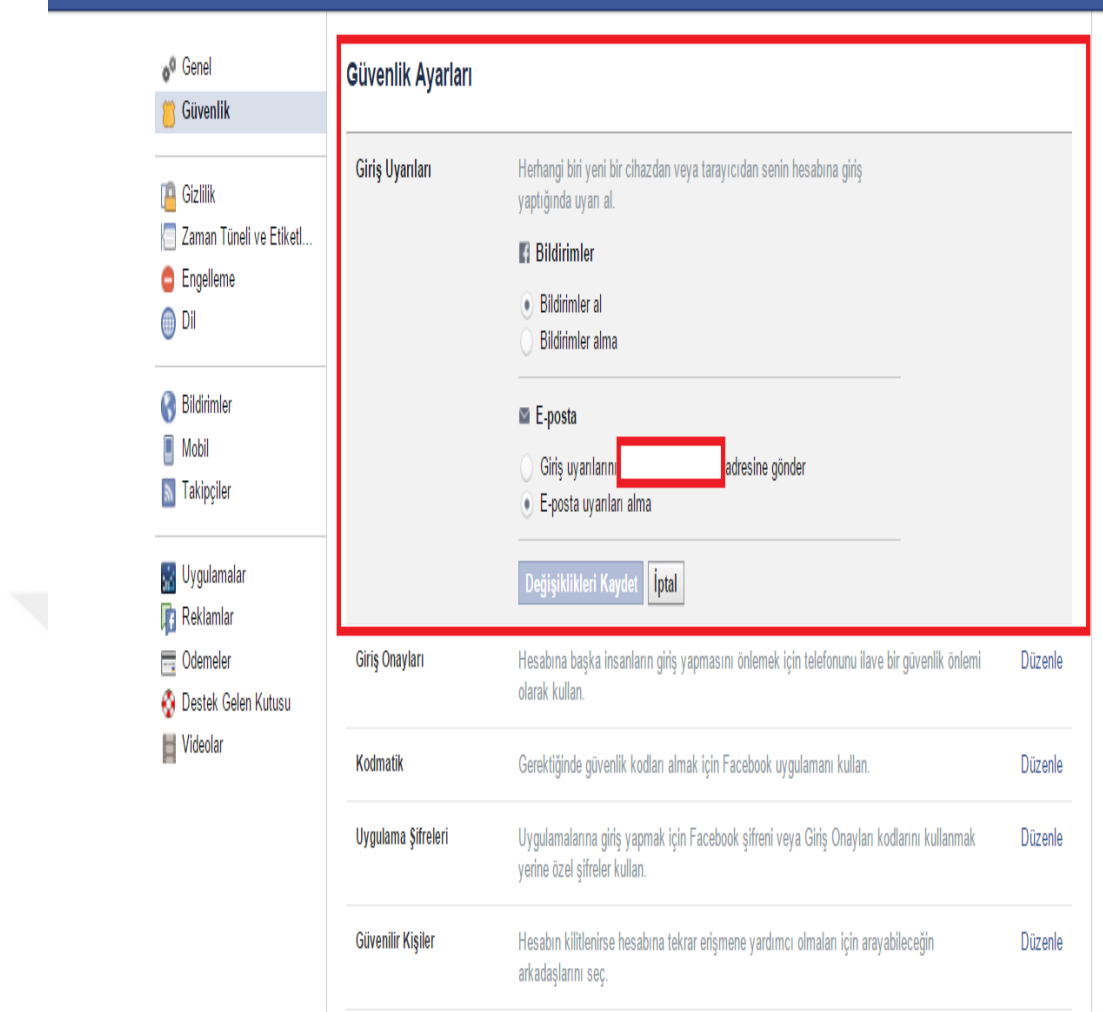 Genel
Güvenlik
Gizlilik
Zaman Tüneli ve Etiketl...
Engelleme
Dil
Bildirimler
Mobil
Takipçiler
Uygulamalar
Reklamlar
Ödemeler
Destek Gelen Kutusu
Videolar
Güvenlik Ayarları
Giriş Uyarıları
Herhangi biri yeni bir cihazdan veya tarayıcıdan senin hesabına giriş
yaptığında uyarı al.
Bildirimler
Bildirimler al
Bildirimler alma
E-posta
Giriş uyarılarını adresine gönder
E-posta uyarıları alma
Değişiklikleri Kaydet İptal
Giriş Onayları
Hesabına başka insanların giriş yapmasını önlemek için telefonunu ilave bir güvenlik önlemi
olarak kullan.
Düzenle
Kodmatik
Gerektiğinde güvenlik kodları almak için Facebook uygulamanı kullan.
Düzenle
Uygulama Şifreleri
Uygulamalarına giriş yapmak için Facebook şifreni veya Giriş Onayları kodlarını kullanmak
yerine özel şifreler kullan.
Düzenle
Güvenilir Kişiler
Hesabın kilitlenirse hesabına tekrar erişmene yardımcı olmaları için arayabileceğin
arkadaşlarını seç.
Düzenle